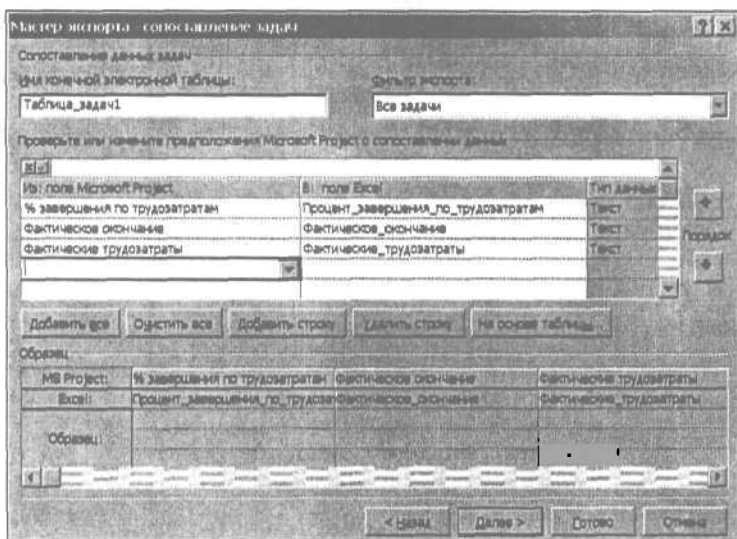 Мастер экспорта - сопоставление задач
Сопоставление данных задач
Имя конечной электронной таблицы:
Фильтр экспорта:
Таблица_задач1
Все задачи
Проверьте или измените предположения Microsoft Project о сопоставлении данных
Из: поле Microsoft Project
В: поле Excel
Тип данных
% завершения по трудозатратам
Процент_завершения_по_трудозатратам
Текст
Фактическое окончание
Фактическое_окончание
Текст
Фактические трудозатраты
Фактические_трудозатраты
Текст
Порядок
Добавить все
Очистить все
Добавить строку
Удалить строку
На основе таблицы...
Образец
MS Project:
% завершения по трудозатратам
Фактическое окончание
Фактические трудозатраты
Excel:
Процент_завершения_по_трудозат
Фактическое_окончание
Фактические_трудозатраты
Образец:
< Назад
Далее >
Готово
Отмена